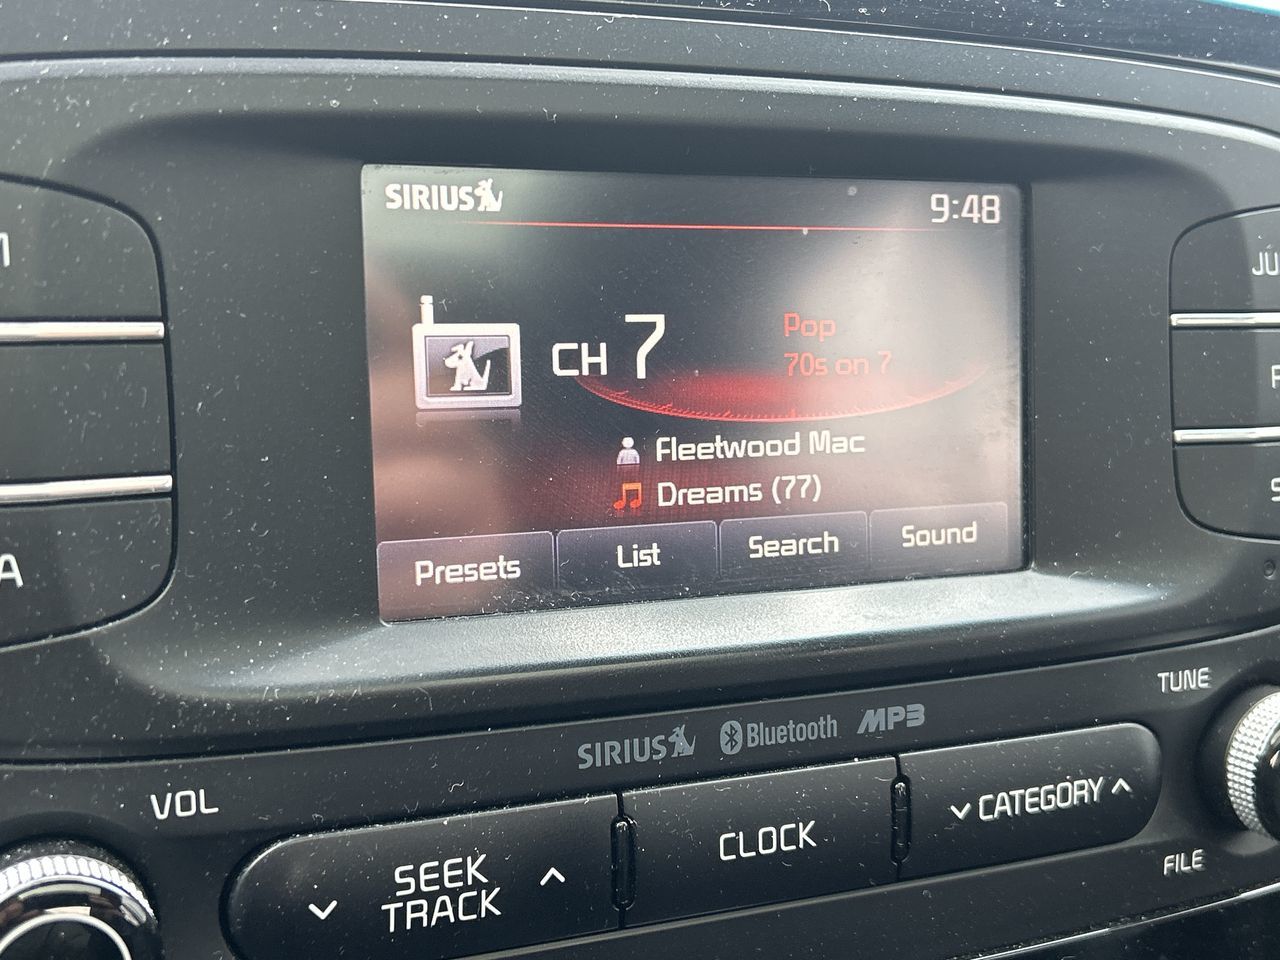 SIRIUS
9:48
CH 7
Pop
70s on 7
Fleetwood Mac
Dreams (77)
Presets
List
Search
Sound
TUNE
SIRIUS
Bluetooth
MP3
VOL
SEEK
TRACK
CLOCK
CATEGORY
FILE